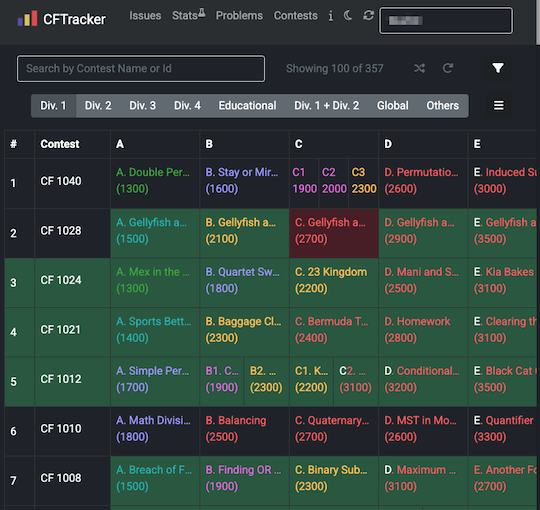 CFTracker Issues Stats Problems Contests i
Search by Contest Name or Id Showing 100 of 357
Div. 1 Div. 2 Div. 3 Div. 4 Educational Div. 1 + Div. 2 Global Others
# Contest A B C D E
1 CF 1040 A. Double Per... B. Stay or Mir... C1 C2 C3 D. Permutatio... E. Induced Su
(1300) (1600) 1900 2000 2300 (2600) (3000)
2 CF 1028 A. Gellyfish a... B. Gellyfish a... C. Gellyfish a... D. Gellyfish a... E. Gellyfish a
(1500) (2100) (2700) (2900) (3500)
3 CF 1024 A. Mex in the ... B. Quartet Sw... C. 23 Kingdom D. Mani and S... E. Kia Bakes
(1300) (1800) (2200) (2500) (3100)
4 CF 1021 A. Sports Bett... B. Baggage Cl... C. Bermuda T... D. Homework E. Clearing th
(1400) (2300) (2400) (2800) (3100)
5 CF 1012 A. Simple Per... B1. C... B2. ... C1. K... C2. ... D. Conditional... E. Black Cat
(1700) (1900) (2300) (2200) (3100) (3200) (3500)
6 CF 1010 A. Math Divisi... B. Balancing C. Quaternary... D. MST in Mo... E. Quantifier
(1800) (2500) (2700) (2600) (3300)
7 CF 1008 A. Breach of F... B. Finding OR ... C. Binary Sub... D. Maximum ... E. Another Fo
(1500) (1900) (2300) (3100) (2700)